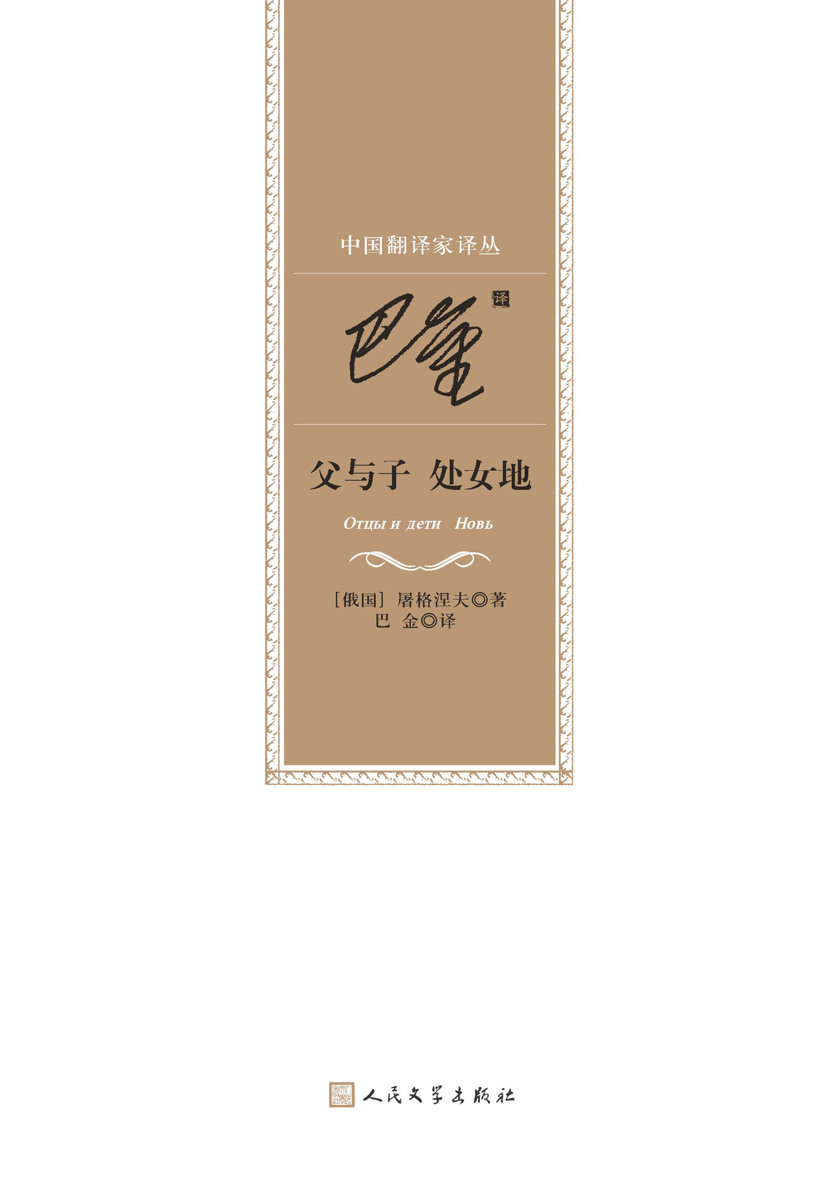 中国翻译家译丛
巴金 译
父与子 处女地
Отцы и дети Новь
[俄国] 屠格涅夫◎著
巴 金◎译
人民文学出版社